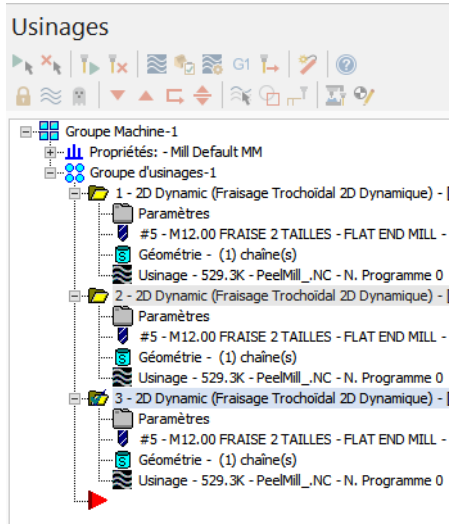 Usinages
G1
Groupe Machine-1
Propriétés: - Mill Default MM
Groupe d'usinages-1
1 - 2D Dynamic (Fraisage Trochoïdal 2D Dynamique) - [
Paramètres
#5 - M12.00 FRAISE 2 TAILLES - FLAT END MILL -
Géométrie - (1) chaîne(s)
Usinage - 529.3K - PeelMill_.NC - N. Programme 0
2 - 2D Dynamic (Fraisage Trochoïdal 2D Dynamique) - [
Paramètres
#5 - M12.00 FRAISE 2 TAILLES - FLAT END MILL -
Géométrie - (1) chaîne(s)
Usinage - 529.3K - PeelMill_.NC - N. Programme 0
3 - 2D Dynamic (Fraisage Trochoïdal 2D Dynamique) - [
Paramètres
#5 - M12.00 FRAISE 2 TAILLES - FLAT END MILL -
Géométrie - (1) chaîne(s)
Usinage - 529.3K - PeelMill_.NC - N. Programme 0